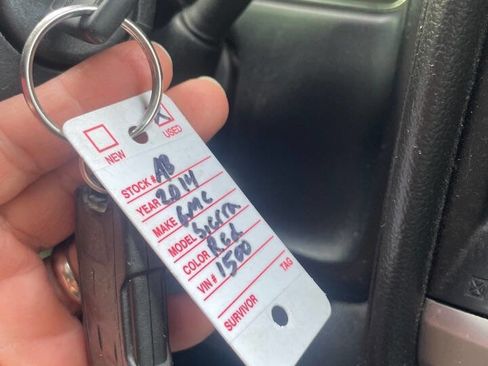 NEW USED
STOCK # AB
YEAR 2014
MAKE GMC
MODEL Sierra
COLOR Red
VIN # 1500
SURVIVOR TAG